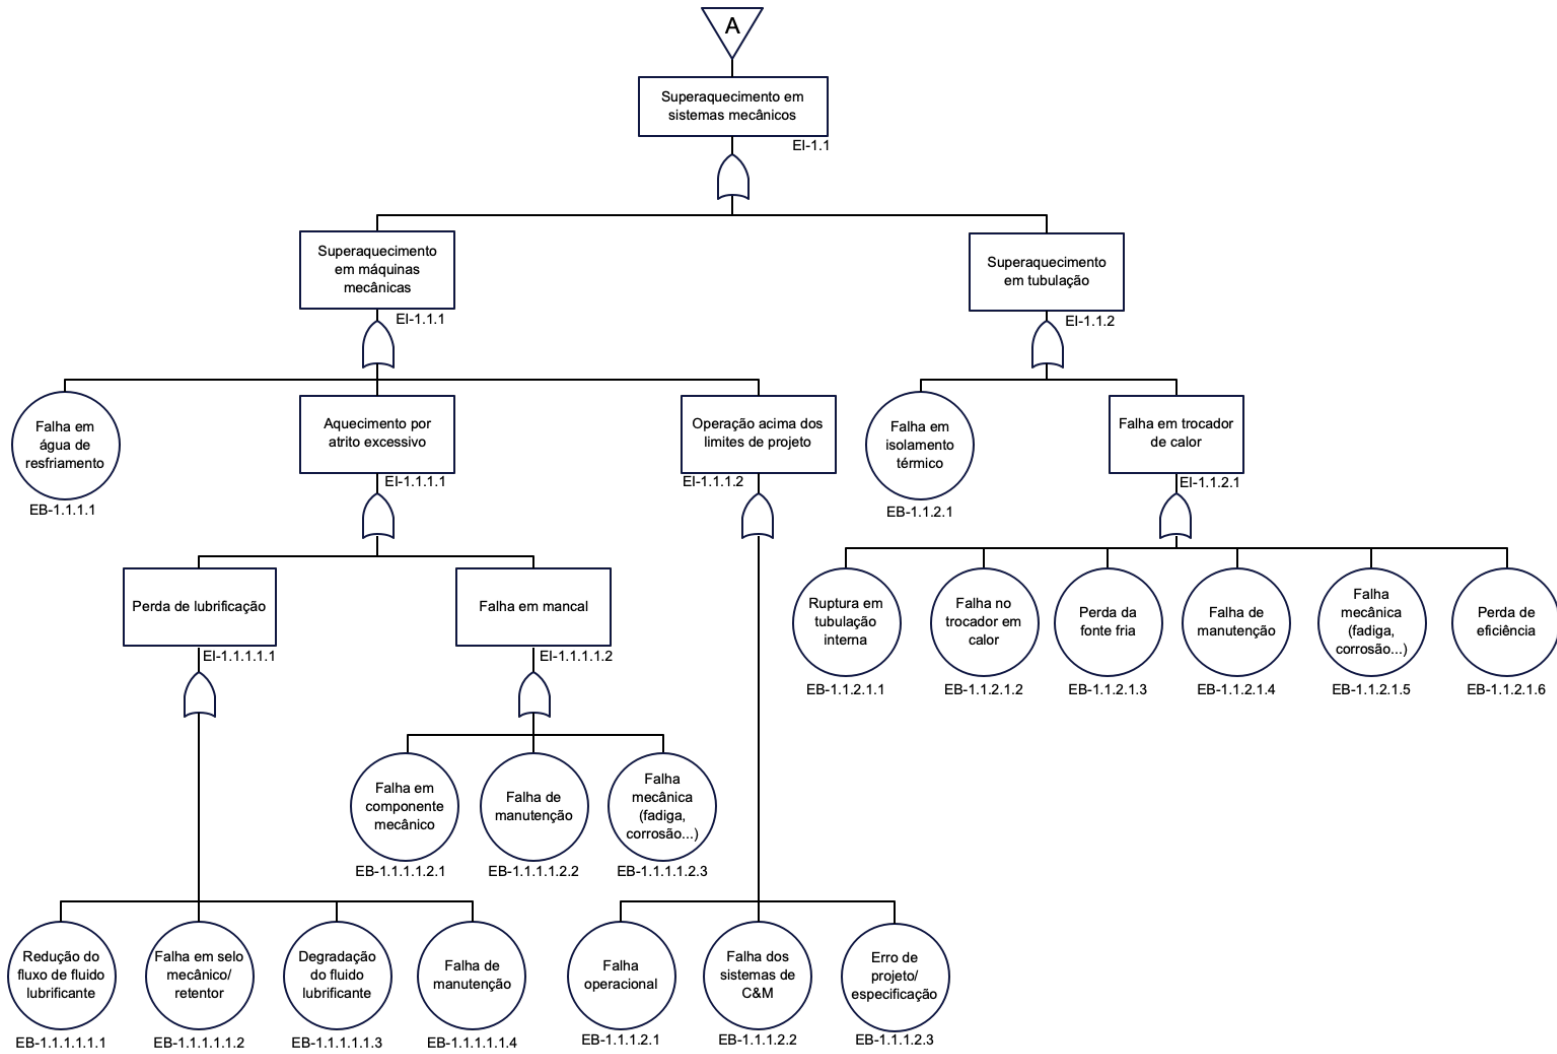 A
Superaquecimento em
sistemas mecânicos
EI-1.1
Superaquecimento
em máquinas
mecânicas
EI-1.1.1
Superaquecimento
em tubulação
EI-1.1.2
Falha em
água de
resfriamento
EB-1.1.1.1
Aquecimento por
atrito excessivo
EI-1.1.1.1
Operação acima dos
limites de projeto
EI-1.1.1.2
Falha em
isolamento
térmico
EB-1.1.2.1
Falha em trocador
de calor
EI-1.1.2.1
Perda de lubrificação
EI-1.1.1.1.1
Falha em mancal
EI-1.1.1.1.2
Ruptura em
tubulação
interna
EB-1.1.2.1.1
Falha no
trocador em
calor
EB-1.1.2.1.2
Perda da
fonte fria
EB-1.1.2.1.3
Falha de
manutenção
EB-1.1.2.1.4
Falha
mecânica
(fadiga,
corrosão...)
EB-1.1.2.1.5
Perda de
eficiência
EB-1.1.2.1.6
Falha em
componente
mecânico
EB-1.1.1.1.2.1
Falha de
manutenção
EB-1.1.1.1.2.2
Falha
mecânica
(fadiga,
corrosão...)
EB-1.1.1.1.2.3
Redução do
fluxo de fluido
lubrificante
EB-1.1.1.1.1.1
Falha em selo
mecânico/
retentor
EB-1.1.1.1.1.2
Degradação
do fluido
lubrificante
EB-1.1.1.1.1.3
Falha de
manutenção
EB-1.1.1.1.1.4
Falha
operacional
EB-1.1.1.2.1
Falha dos
sistemas de
C&M
EB-1.1.1.2.2
Erro de
projeto/
especificação
EB-1.1.1.2.3